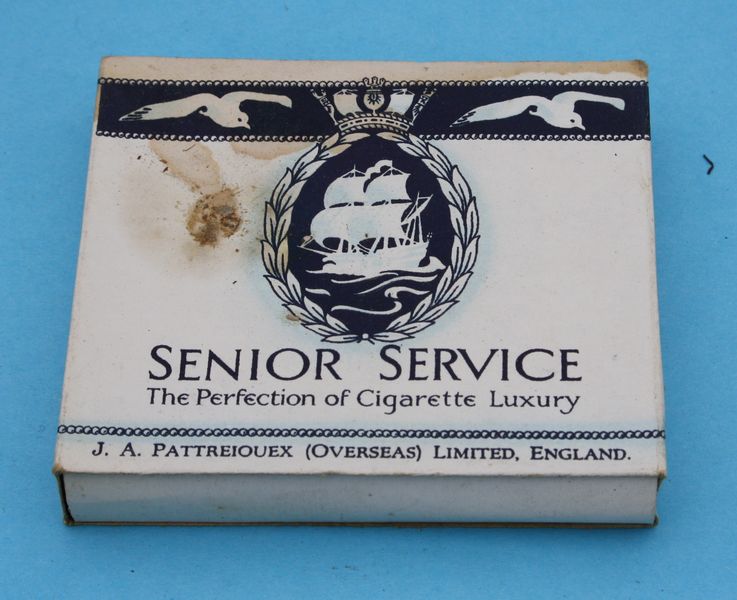 SENIOR SERVICE
The Perfection of Cigarette Luxury
J. A. PATTREIOUEX (OVERSEAS) LIMITED, ENGLAND.